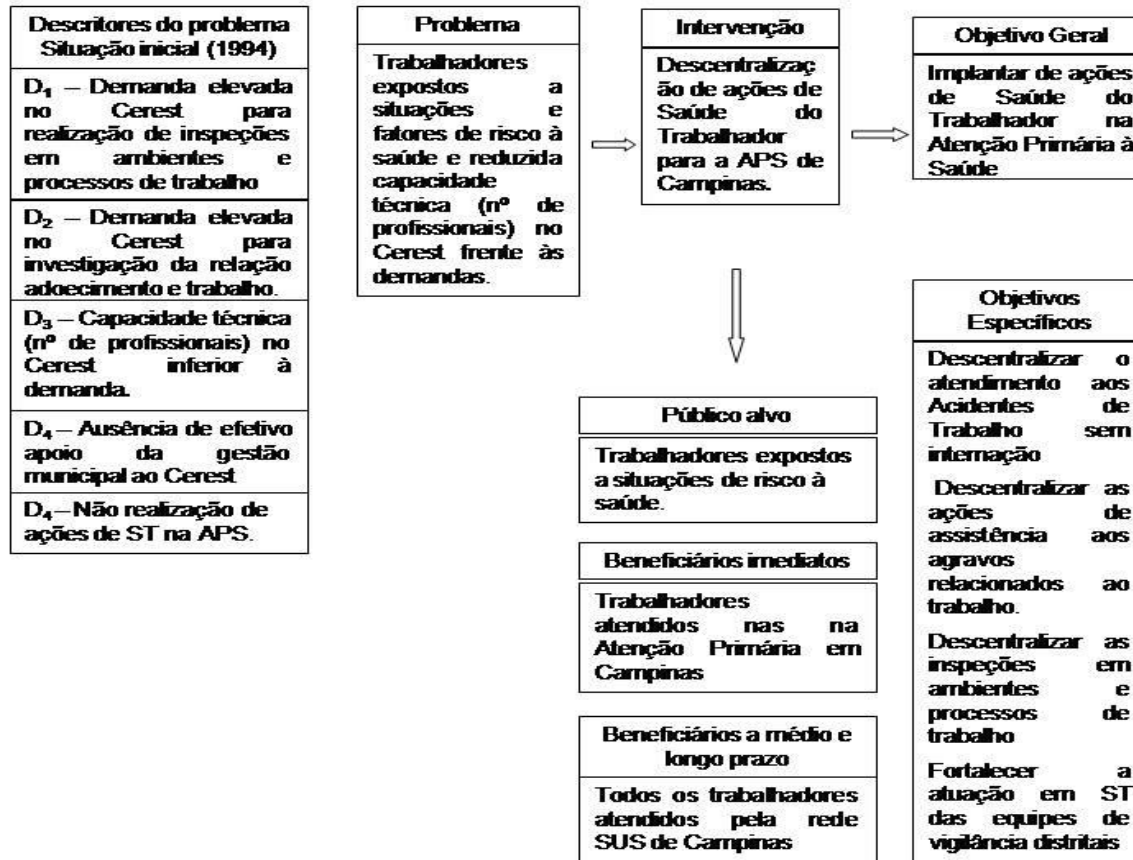 Descritores do problema
Situação inicial (1994)
D₁ – Demanda elevada
no Cerest para
realização de inspeções
em ambientes e
processos de trabalho
D₂ – Demanda elevada
no Cerest para
investigação da relação
adoecimento e trabalho.
D₃ – Capacidade técnica
(nº de profissionais) no
Cerest inferior à
demanda.
D₄ – Ausência de efetivo
apoio da gestão
municipal ao Cerest
D₄ – Não realização de
ações de ST na APS.
Problema
Trabalhadores
expostos a
situações e
fatores de risco à
saúde e reduzida
capacidade
técnica (nº de
profissionais) no
Cerest frente às
demandas.
Intervenção
Descentralizaç
ão de ações de
Saúde do
Trabalhador
para a APS de
Campinas.
Objetivo Geral
Implantar de ações
de Saúde do
Trabalhador na
Atenção Primária à
Saúde
Público alvo
Trabalhadores expostos
a situações de risco à
saúde.
Beneficiários imediatos
Trabalhadores
atendidos nas na
Atenção Primária em
Campinas
Beneficiários a médio e
longo prazo
Todos os trabalhadores
atendidos pela rede
SUS de Campinas
Objetivos
Específicos
Descentralizar o
atendimento aos
Acidentes de
Trabalho sem
internação
Descentralizar as
ações de
assistência aos
agravos
relacionados ao
trabalho.
Descentralizar as
inspeções em
ambientes e
processos de
trabalho
Fortalecer a
atuação em ST
das equipes de
vigilância distritais